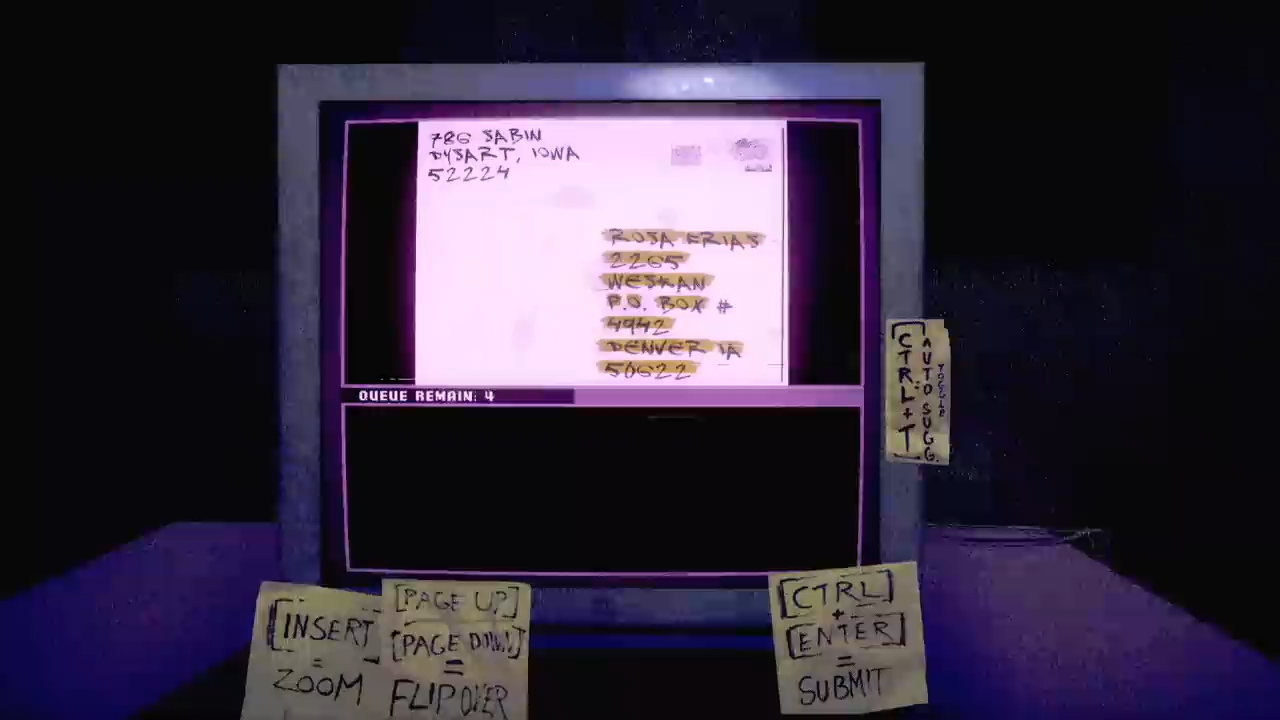 786 SABIN
DYSART, IOWA
52224
ROSA ERIAS
2265
WESKAN
P.O. BOX #
4942
DENVER IA
50622
QUEUE REMAIN: 4
[CTRL+T]
AUTO SUGG.
TOGGLE
[INSERT]
=
ZOOM
[PAGE UP]
[PAGE DOWN]
=
FLIP OVER
[CTRL]
+
[ENTER]
=
SUBMIT